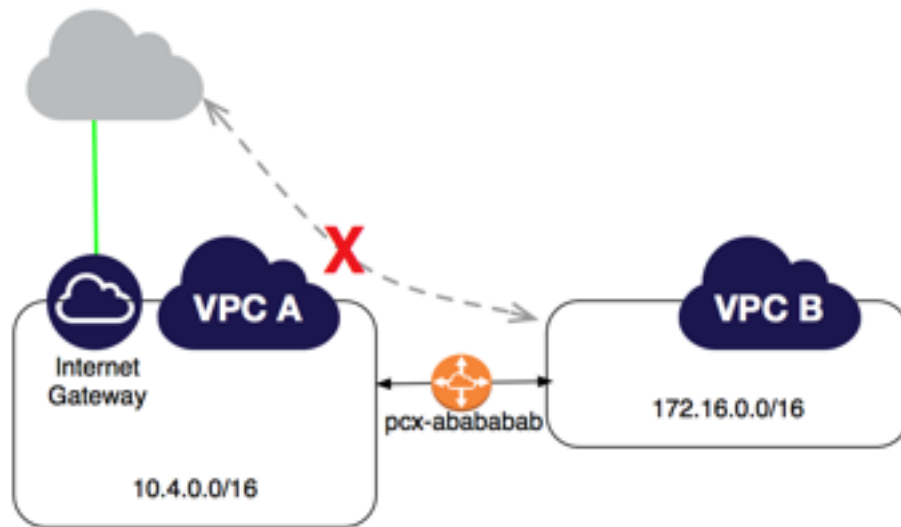 X
VPC A
VPC B
Internet
Gateway
pcx-abababab
172.16.0.0/16
10.4.0.0/16